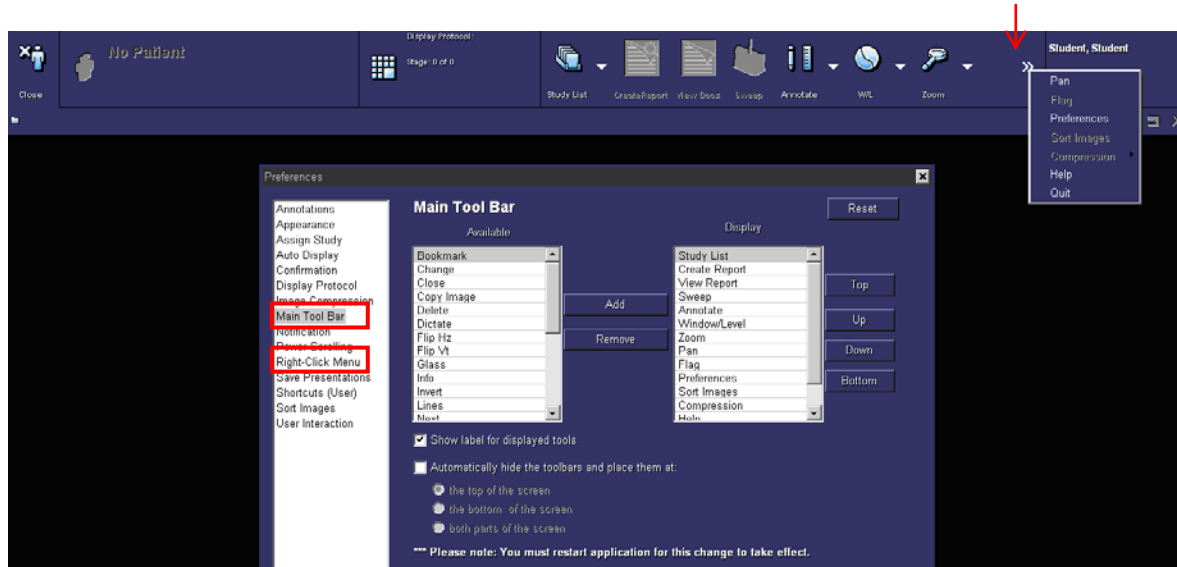 No Patient
Close
Display Protocol:
Stage: 0 of 0
Study List
CreateReport
View Docs
Sweep
Annotate
W/L
Zoom
»
Student, Student
Pan
Flag
Preferences
Sort Images
Compression
Help
Quit
Preferences
Annotations
Appearance
Assign Study
Auto Display
Confirmation
Display Protocol
Image Compression
Main Tool Bar
Notification
Power Scrolling
Right-Click Menu
Save Presentations
Shortcuts (User)
Sort Images
User Interaction
Main Tool Bar
Reset
Available
Bookmark
Change
Close
Copy Image
Delete
Dictate
Flip Hz
Flip Vt
Glass
Info
Invert
Lines
Next
Add
Remove
Display
Study List
Create Report
View Report
Sweep
Annotate
Window/Level
Zoom
Pan
Flag
Preferences
Sort Images
Compression
Help
Top
Up
Down
Bottom
Show label for displayed tools
Automatically hide the toolbars and place them at:
the top of the screen
the bottom of the screen
both parts of the screen
*** Please note: You must restart application for this change to take effect.